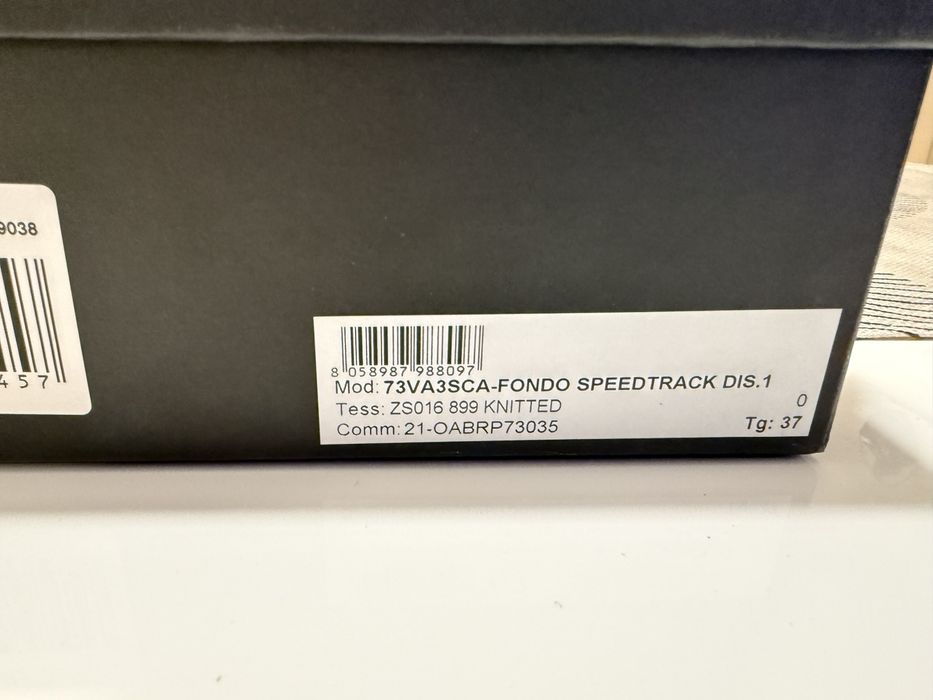 9038
457
8 058987 988097
Mod: 73VA3SCA-FONDO SPEEDTRACK DIS.1
Tess: ZS016 899 KNITTED
0
Comm: 21-OABRP73035
Tg: 37